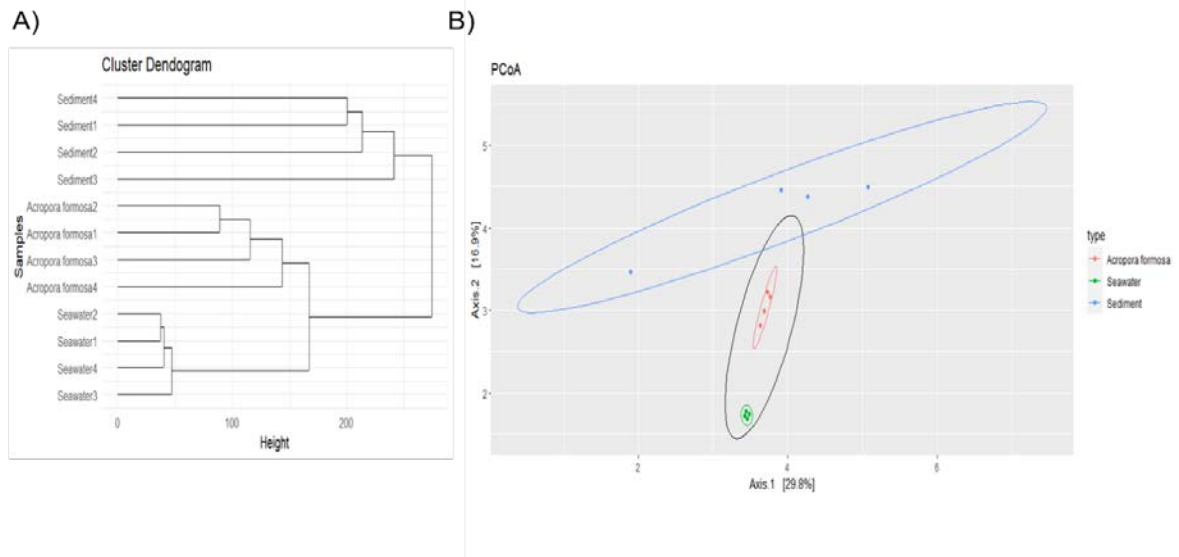 A)
B)
Cluster Dendogram
Sediment4
Sediment1
Sediment2
Sediment3
Acropora formosa2
Acropora formosa1
Acropora formosa3
Acropora formosa4
Seawater2
Seawater1
Seawater4
Seawater3
Samples
0 100 200
Height
PCoA
5
4
3
2
Axis.2 [16.9%]
2 4 6
Axis.1 [29.8%]
type
Acropora formosa
Seawater
Sediment